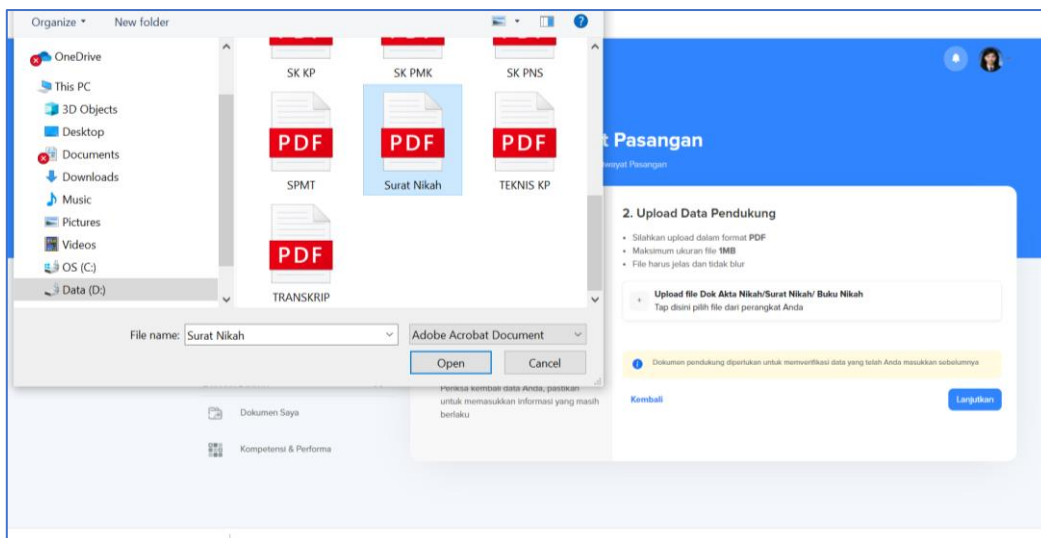 Organize
New folder
OneDrive
This PC
3D Objects
Desktop
Documents
Downloads
Music
Pictures
Videos
OS (C:)
Data (D:)
SK KP
SK PMK
SK PNS
PDF
PDF
PDF
SPMT
Surat Nikah
TEKNIS KP
PDF
TRANSKRIP
File name: Surat Nikah
Adobe Acrobat Document
Open
Cancel
t Pasangan
iwayat Pasangan
2. Upload Data Pendukung
• Silahkan upload dalam format PDF
• Maksimum ukuran file 1MB
• File harus jelas dan tidak blur
Upload file Dok Akta Nikah/Surat Nikah/ Buku Nikah
Tap disini pilih file dari perangkat Anda
Dokumen pendukung diperlukan untuk memverifikasi data yang telah Anda masukkan sebelumnya
Kembali
Lanjutkan
Periksa kembali data Anda, pastikan
untuk memasukkan informasi yang masih
berlaku
Dokumen Saya
Kompetensi & Performa